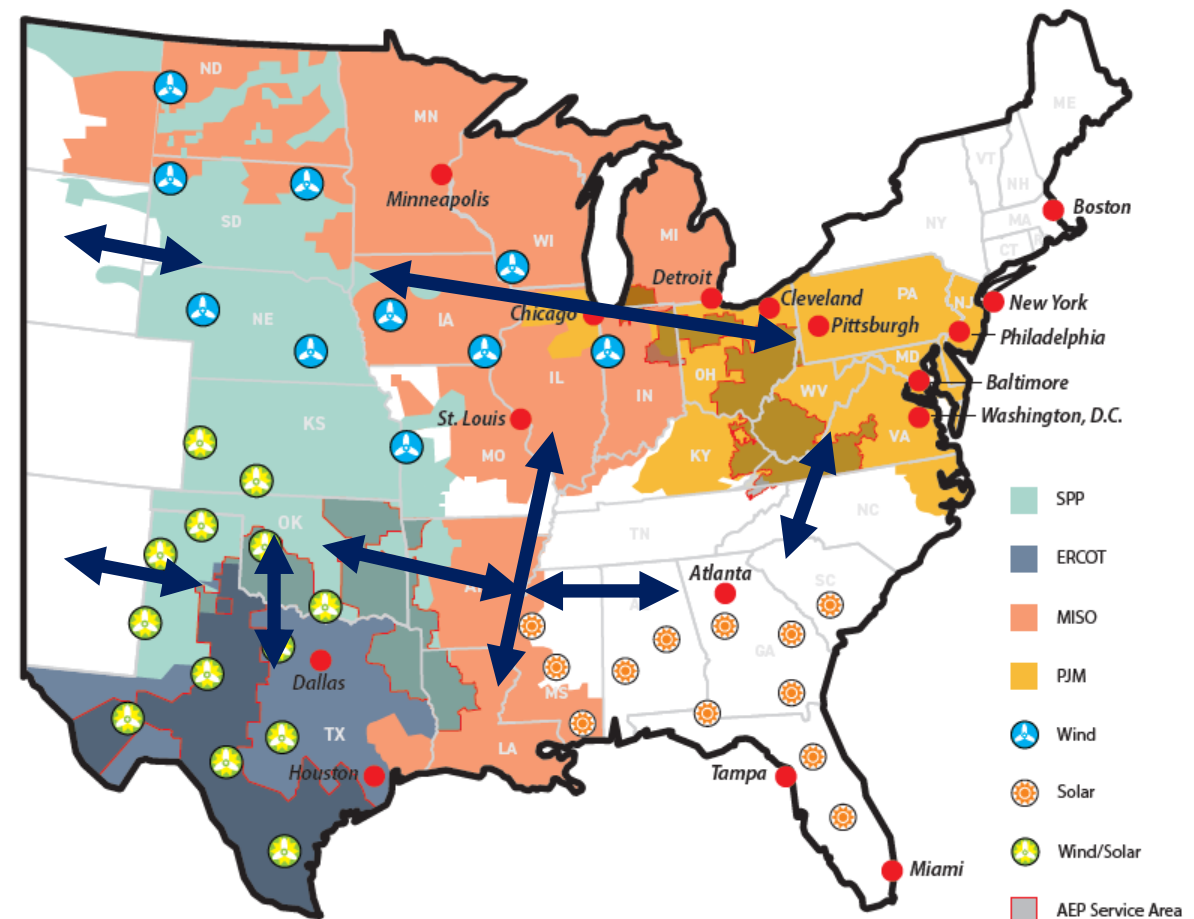 ND
MN
ME
VT
NH
Minneapolis
SD
WI
MI
NY
MA
Boston
CT
Detroit
Cleveland
PA
NJ
New York
NE
IA
Chicago
Pittsburgh
Philadelphia
IL
OH
MD
Baltimore
IN
WV
KS
St. Louis
Washington, D.C.
MO
KY
VA
SPP
OK
TN
NC
ERCOT
Atlanta
SC
MISO
GA
Dallas
MS
PJM
TX
LA
Wind
Houston
Tampa
Solar
Wind/Solar
Miami
AEP Service Area